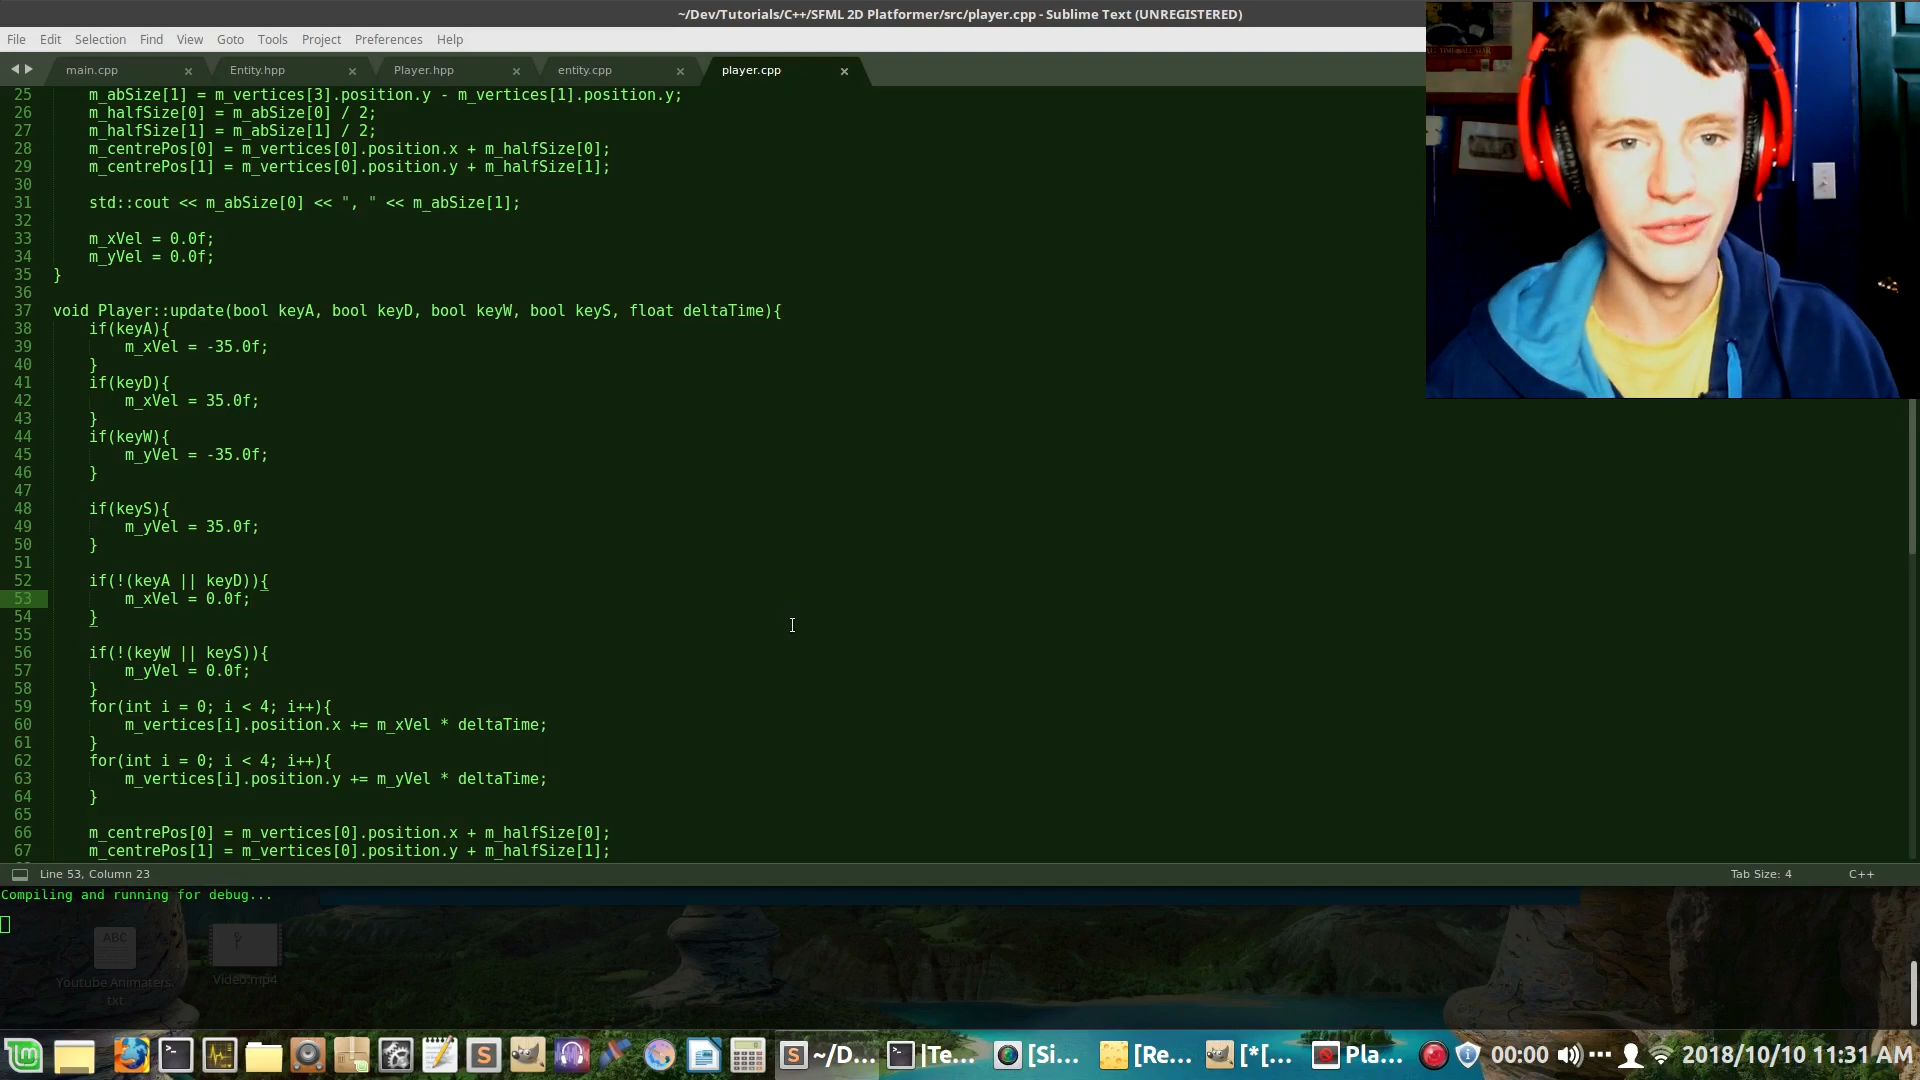 ~/Dev/Tutorials/C++/SFML 2D Platformer/src/player.cpp - Sublime Text (UNREGISTERED)
File Edit Selection Find View Goto Tools Project Preferences Help
main.cpp Entity.hpp Player.hpp entity.cpp player.cpp
25 m_abSize[1] = m_vertices[3].position.y - m_vertices[1].position.y;
26 m_halfSize[0] = m_abSize[0] / 2;
27 m_halfSize[1] = m_abSize[1] / 2;
28 m_centrePos[0] = m_vertices[0].position.x + m_halfSize[0];
29 m_centrePos[1] = m_vertices[0].position.y + m_halfSize[1];
30
31 std::cout << m_abSize[0] << ", " << m_abSize[1];
32
33 m_xVel = 0.0f;
34 m_yVel = 0.0f;
35 }
36
37 void Player::update(bool keyA, bool keyD, bool keyW, bool keyS, float deltaTime){
38 if(keyA){
39 m_xVel = -35.0f;
40 }
41 if(keyD){
42 m_xVel = 35.0f;
43 }
44 if(keyW){
45 m_yVel = -35.0f;
46 }
47
48 if(keyS){
49 m_yVel = 35.0f;
50 }
51
52 if(!(keyA || keyD)){
53 m_xVel = 0.0f;
54 }
55
56 if(!(keyW || keyS)){
57 m_yVel = 0.0f;
58 }
59 for(int i = 0; i < 4; i++){
60 m_vertices[i].position.x += m_xVel * deltaTime;
61 }
62 for(int i = 0; i < 4; i++){
63 m_vertices[i].position.y += m_yVel * deltaTime;
64 }
65
66 m_centrePos[0] = m_vertices[0].position.x + m_halfSize[0];
67 m_centrePos[1] = m_vertices[0].position.y + m_halfSize[1];
Line 53, Column 23 Tab Size: 4 C++
Compiling and running for debug...
ABC
Youtube Animaters.
txt
Video.mp4
~/D... |Te... [Si... [Re... [*[... Pla... 00:00 2018/10/10 11:31 AM